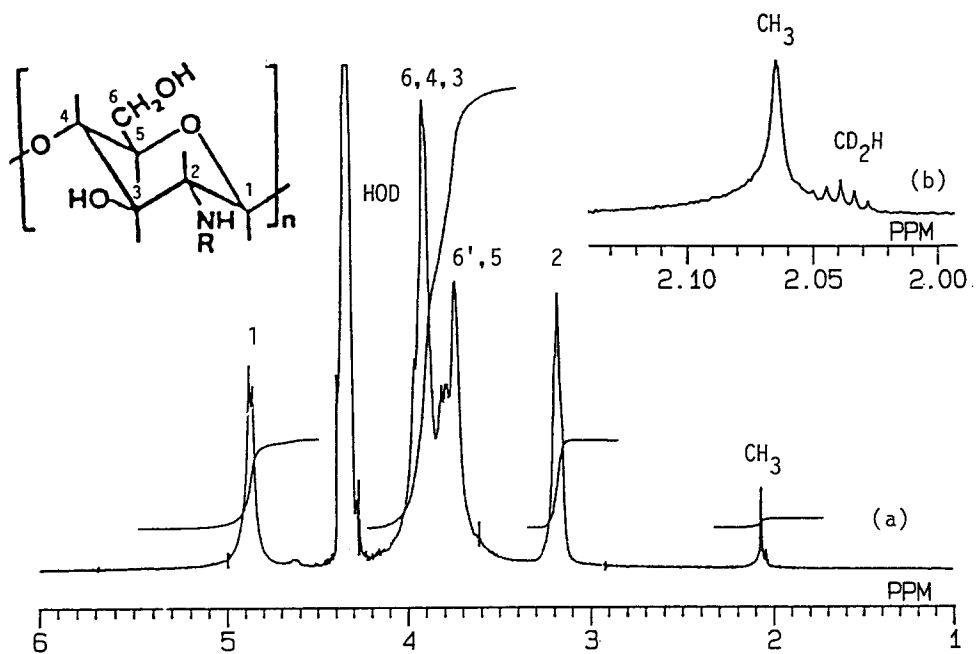 CH3
6
CH2OH
4
5
O
O
HO
3
2
1
NH
R
n
6,4,3
HOD
CD2H
(b)
PPM
2.10 2.05 2.00
6',5
2
1
CH3
(a)
PPM
6 5 4 3 2 1